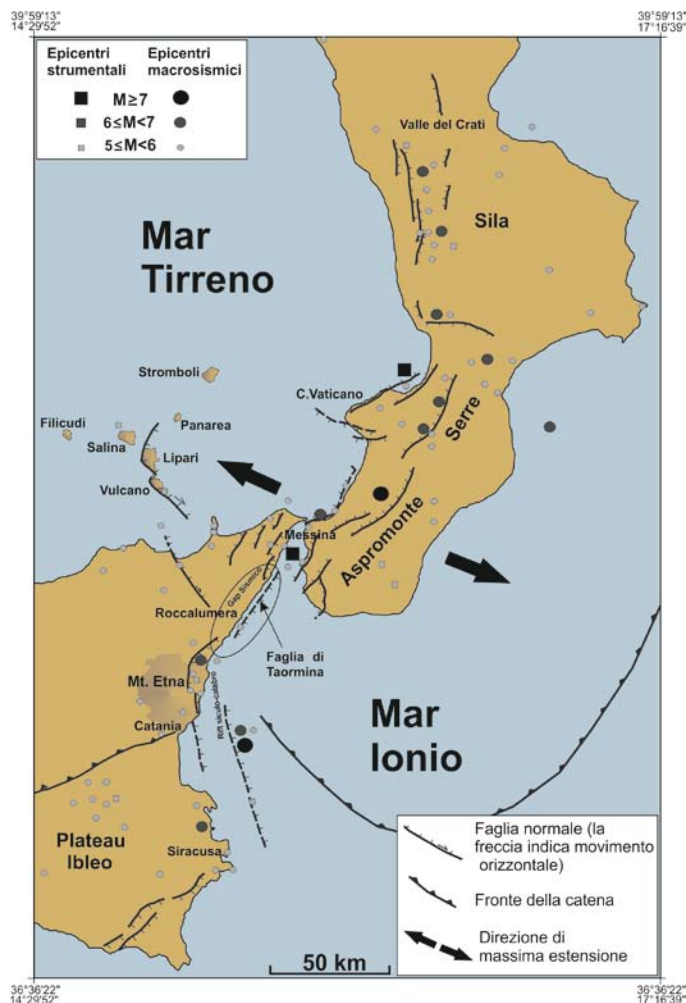 39°59'13"
14°29'52"
39°59'13"
17°16'39"
Epicentri
strumentali
Epicentri
macrosismici
M≥7
6≤M<7
5≤M<6
Valle del Crati
Sila
Mar
Tirreno
Stromboli
C.Vaticano
Filicudi
Panarea
Salina
Lipari
Serre
Vulcano
Messina
Aspromonte
Gap Sismico
Roccalumera
Faglia di
Taormina
Mt. Etna
Rift siculo-calabro
Catania
Mar
Ionio
Plateau
Ibleo
Siracusa
Faglia normale (la
freccia indica movimento
orizzontale)
Fronte della catena
Direzione di
massima estensione
50 km
36°36'22"
14°29'52"
36°36'22"
17°16'39"